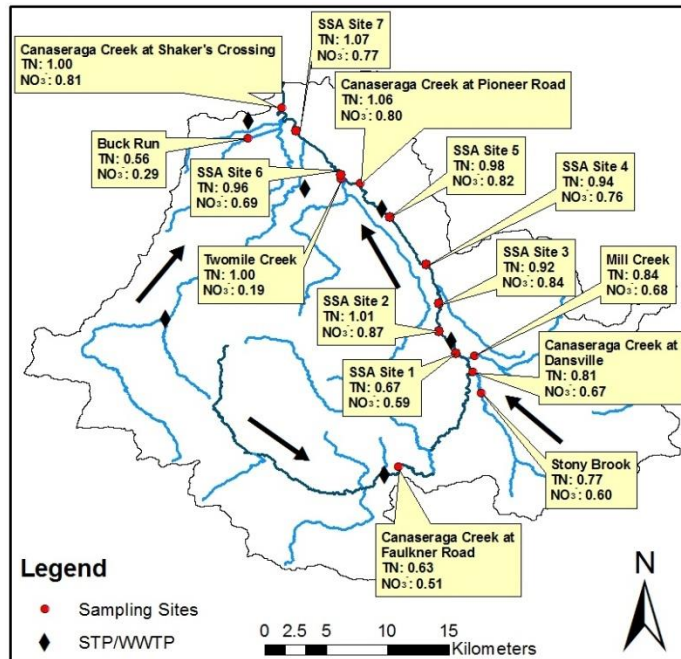 Canaseraga Creek at Shaker's Crossing
TN: 1.00
NO₃⁻: 0.81
SSA Site 7
TN: 1.07
NO₃⁻: 0.77
Canaseraga Creek at Pioneer Road
TN: 1.06
NO₃⁻: 0.80
Buck Run
TN: 0.56
NO₃⁻: 0.29
SSA Site 6
TN: 0.96
NO₃⁻: 0.69
SSA Site 5
TN: 0.98
NO₃⁻: 0.82
SSA Site 4
TN: 0.94
NO₃⁻: 0.76
Twomile Creek
TN: 1.00
NO₃⁻: 0.19
SSA Site 3
TN: 0.92
NO₃⁻: 0.84
Mill Creek
TN: 0.84
NO₃⁻: 0.68
SSA Site 2
TN: 1.01
NO₃⁻: 0.87
SSA Site 1
TN: 0.67
NO₃⁻: 0.59
Canaseraga Creek at
Dansville
TN: 0.81
NO₃⁻: 0.67
Stony Brook
TN: 0.77
NO₃⁻: 0.60
Canaseraga Creek at
Faulkner Road
TN: 0.63
NO₃⁻: 0.51
Legend
Sampling Sites
STP/WWTP
0 2.5 5 10 15
Kilometers
N